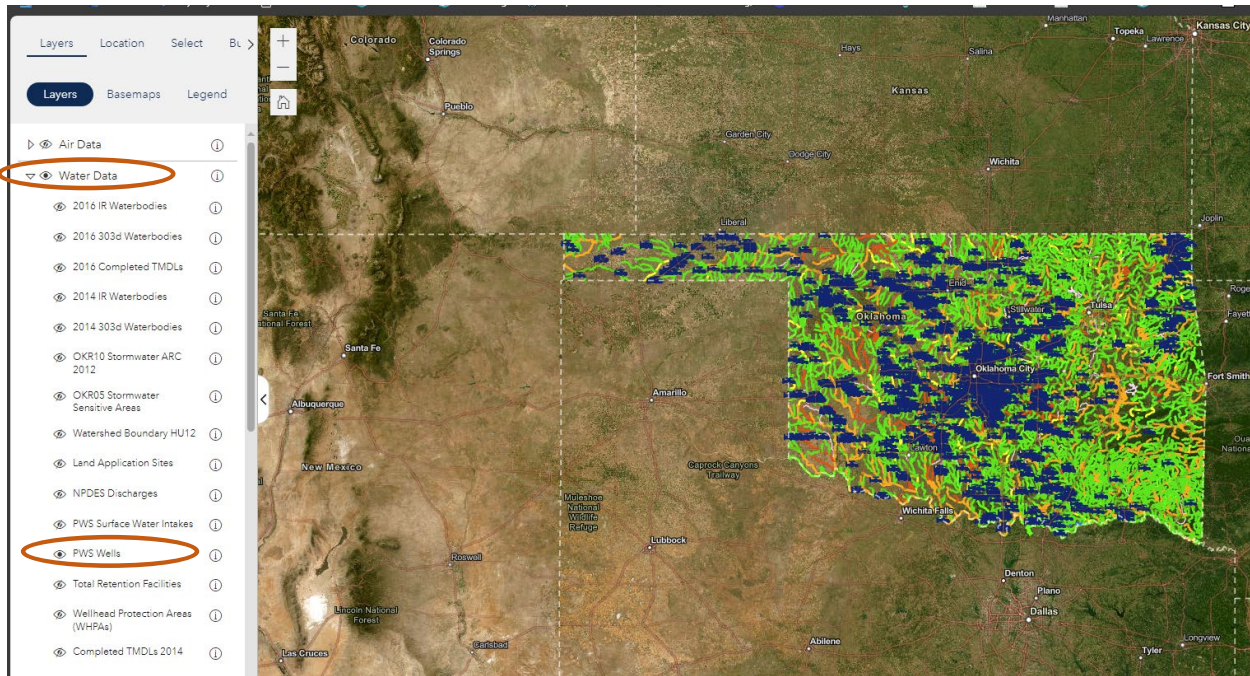 Layers Location Select Bu
Layers Basemaps Legend
Air Data
Water Data
2016 IR Waterbodies
2016 303d Waterbodies
2016 Completed TMDLs
2014 IR Waterbodies
2014 303d Waterbodies
OKR10 Stormwater ARC
2012
OKR05 Stormwater
Sensitive Areas
Watershed Boundary HU12
Land Application Sites
NPDES Discharges
PWS Surface Water Intakes
PWS Wells
Total Retention Facilities
Wellhead Protection Areas
(WHPAs)
Completed TMDLs 2014
Manhattan
Kansas City
Topeka
Lawrence
Colorado
Colorado
Springs
Hays
Salina
Kansas
Pueblo
Garden City
Dodge City
Wichita
Liberal
Joplin
Enid
Tulsa
Stillwater
Oklahoma
Santa Fe
Santa Fe
Oklahoma City
Fort Smith
Amarillo
Albuquerque
Lawton
New Mexico
Caprock Canyons
Trailway
Muleshoe
National
Wildlife
Refuge
Wichita Falls
Lubbock
Roswell
Denton
Plano
Dallas
Lincoln National
Forest
Abilene
Longview
Carlsbad
Las Cruces
Tyler